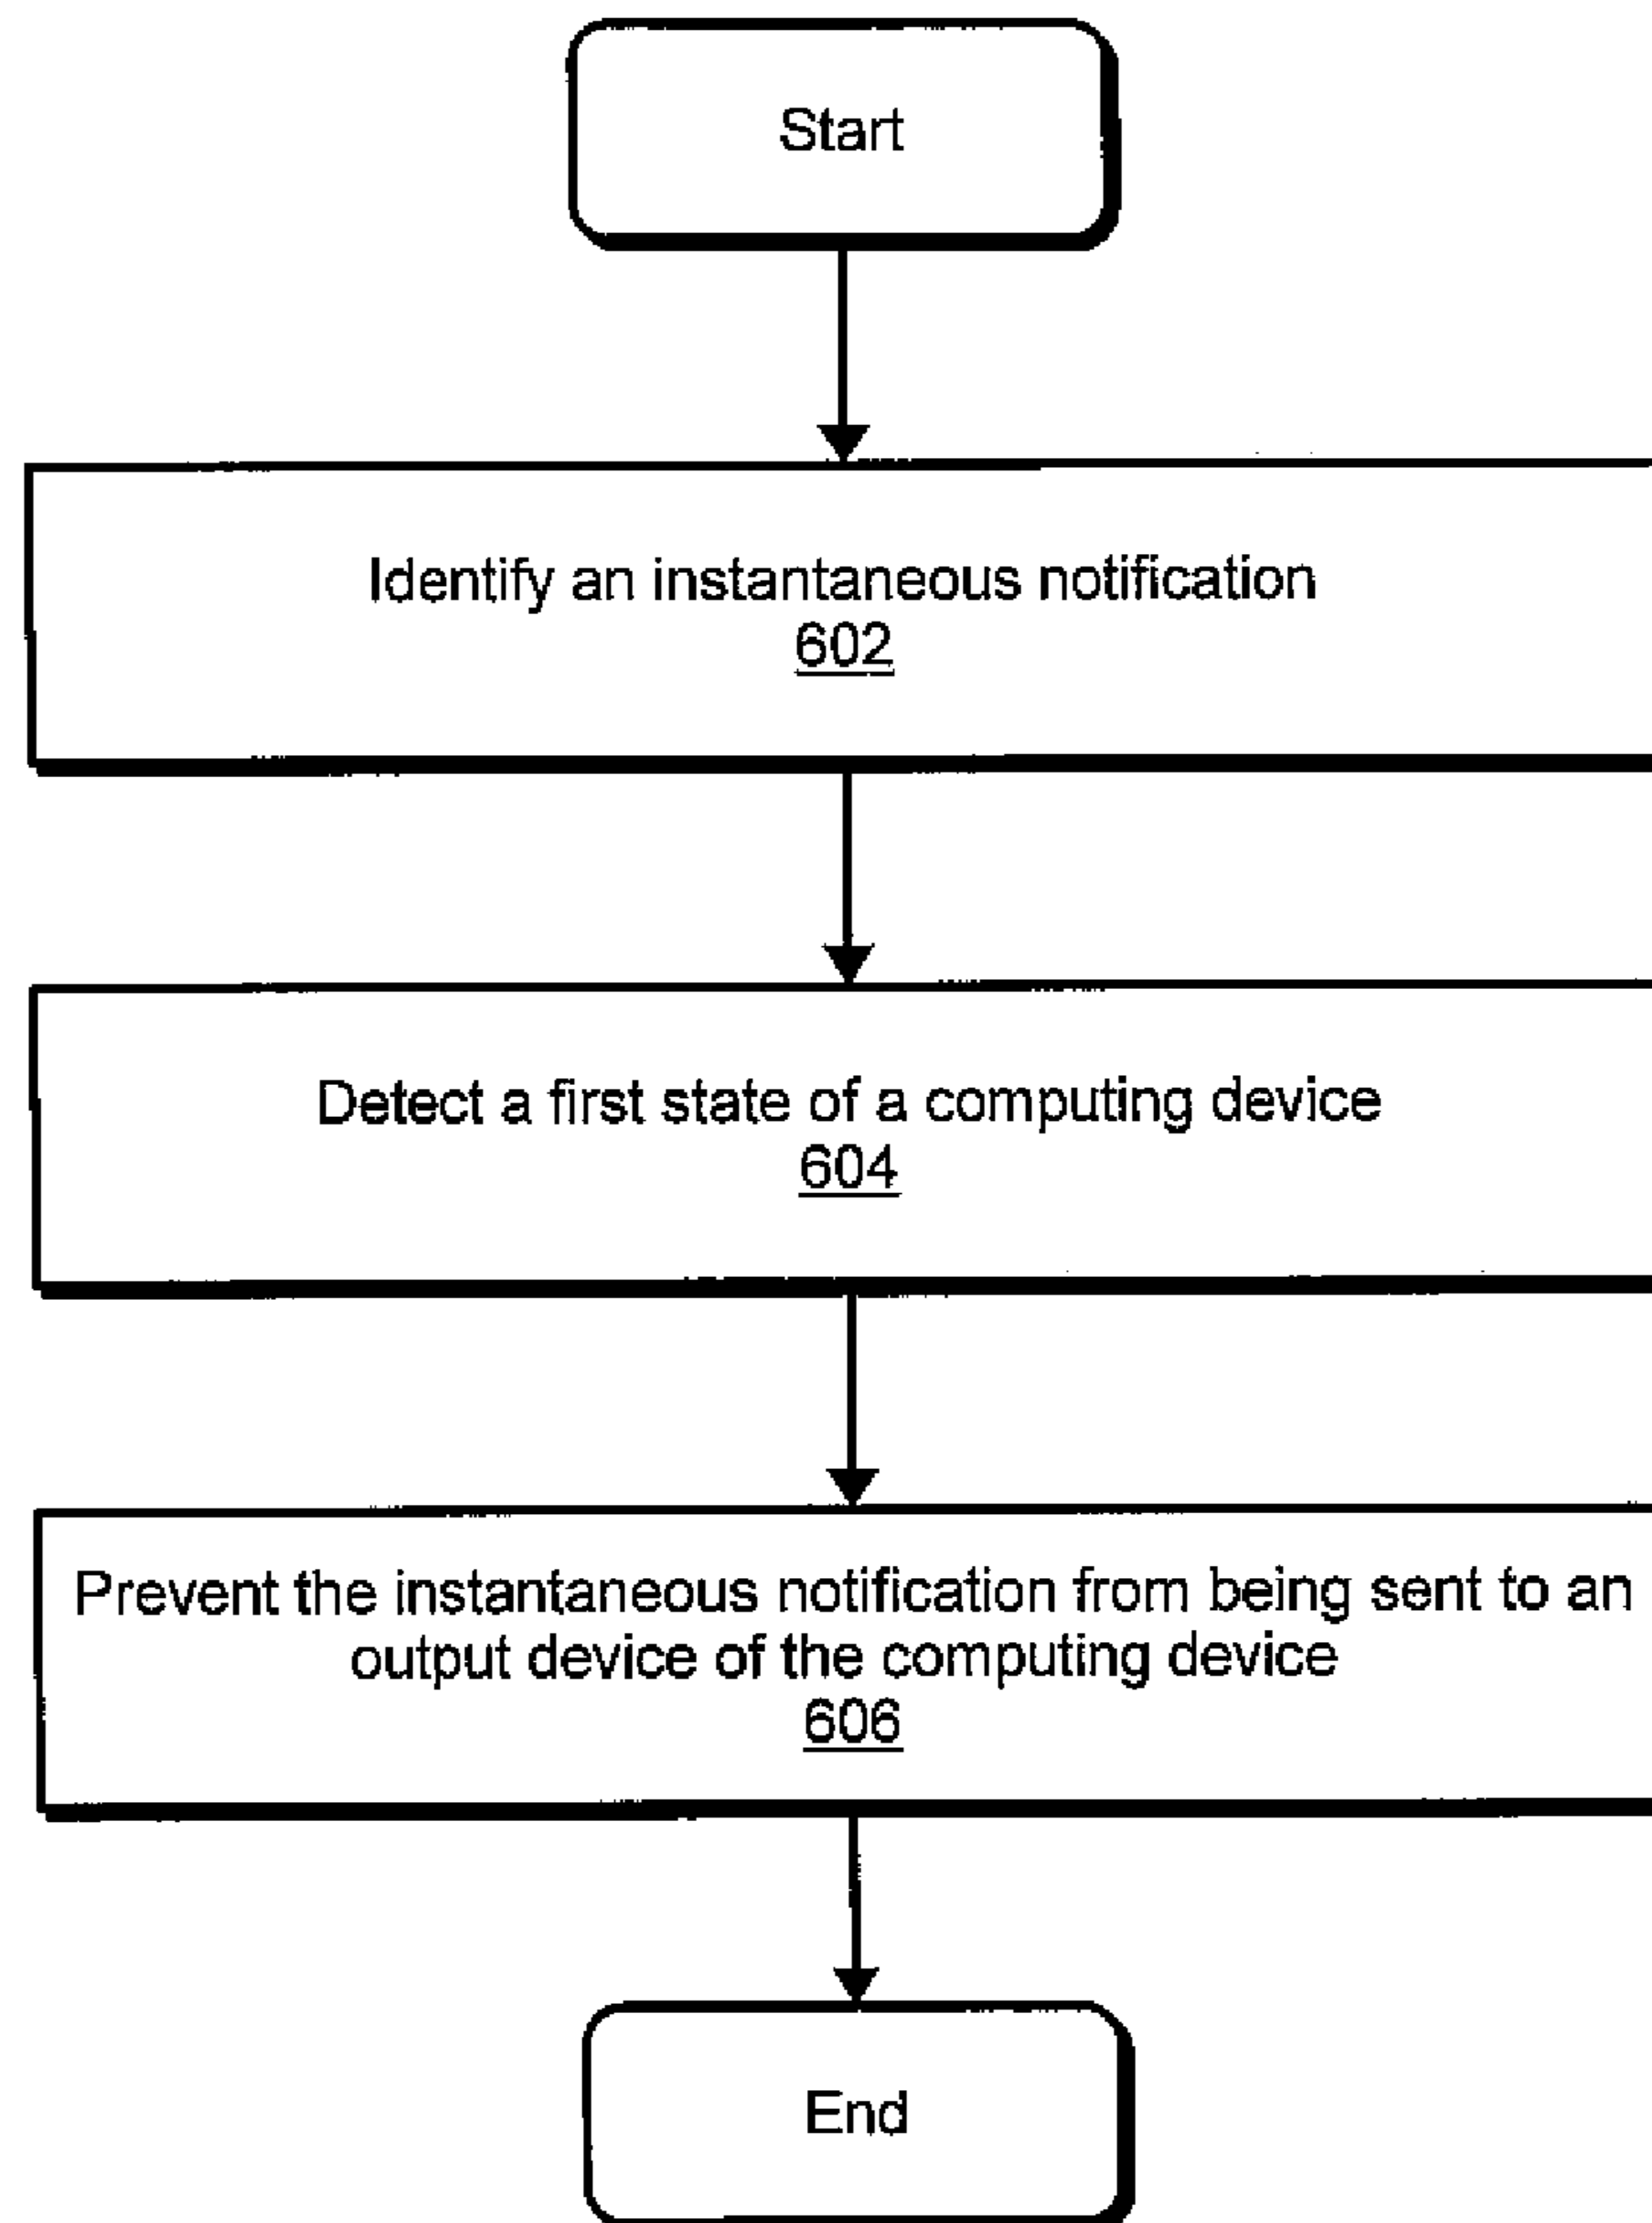 Start
Identify an instantaneous notification
602
Detect a first state of a computing device
604
Prevent the instantaneous notification from being sent to an
output device of the computing device
606
End